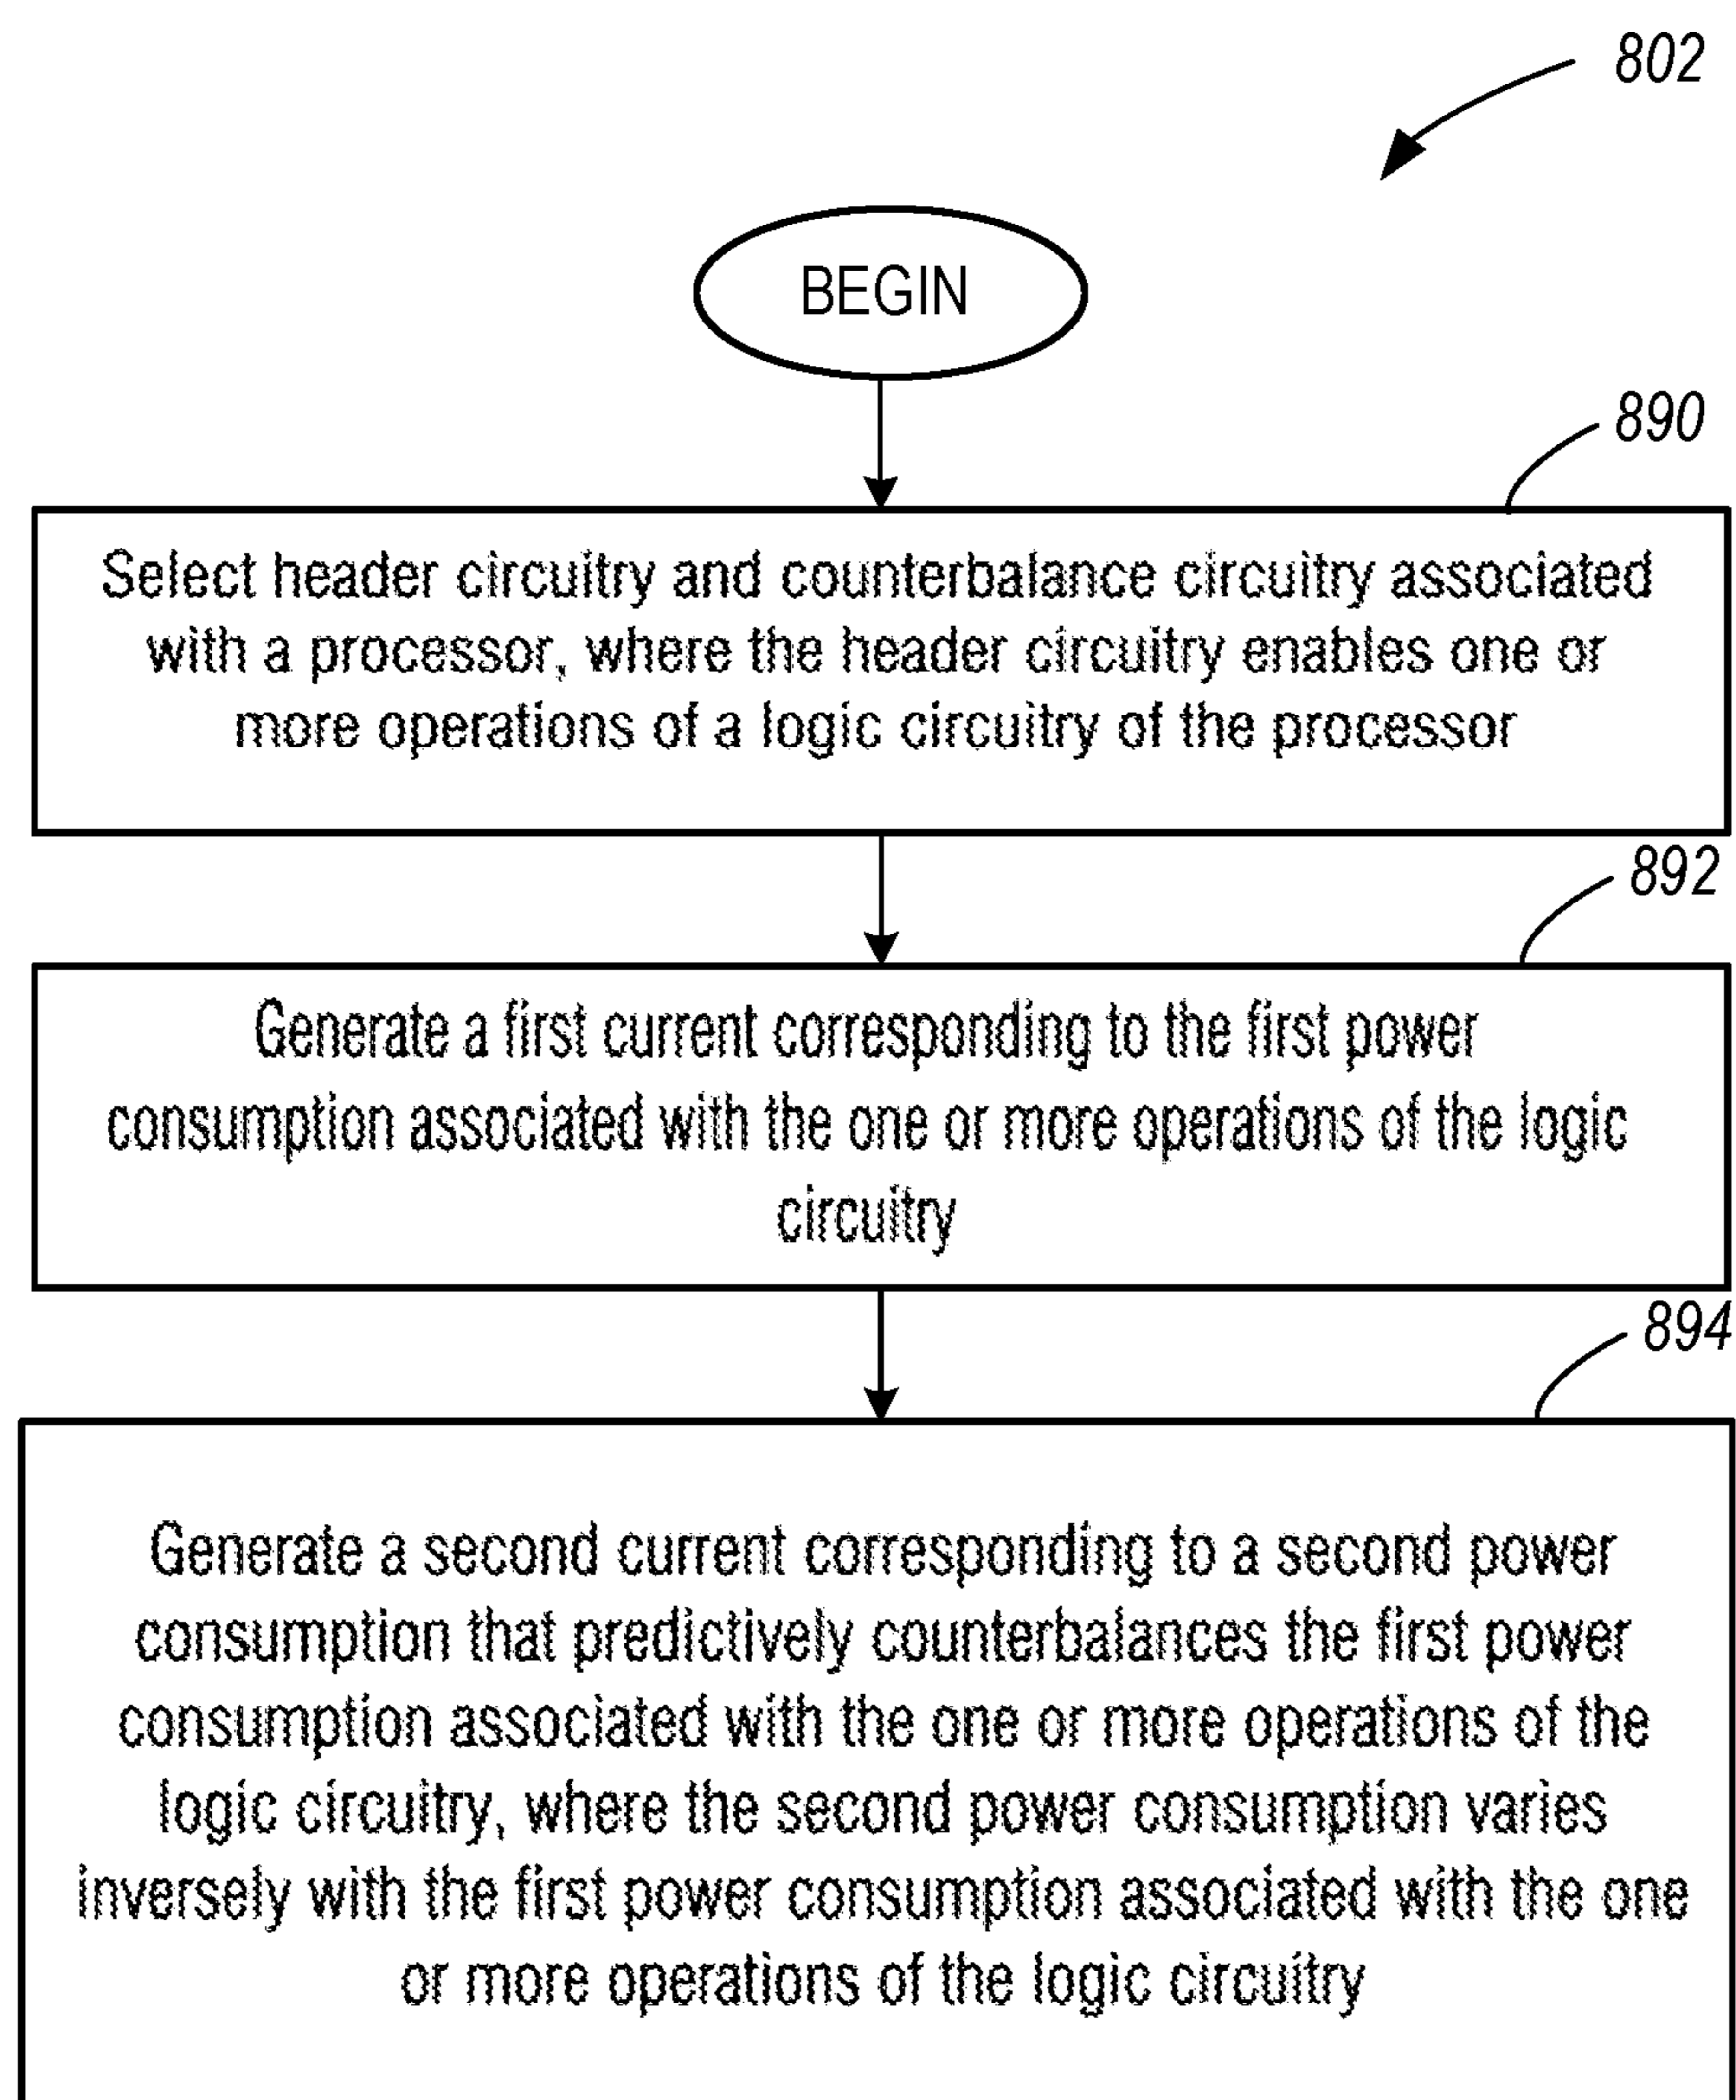 802
BEGIN
890
Select header circuitry and counterbalance circuitry associated
with a processor, where the header circuitry enables one or
more operations of a logic circuitry of the processor
892
Generate a first current corresponding to the first power
consumption associated with the one or more operations of the logic
circuitry
894
Generate a second current corresponding to a second power
consumption that predictively counterbalances the first power
consumption associated with the one or more operations of the
logic circuitry, where the second power consumption varies
inversely with the first power consumption associated with the one
or more operations of the logic circuitry